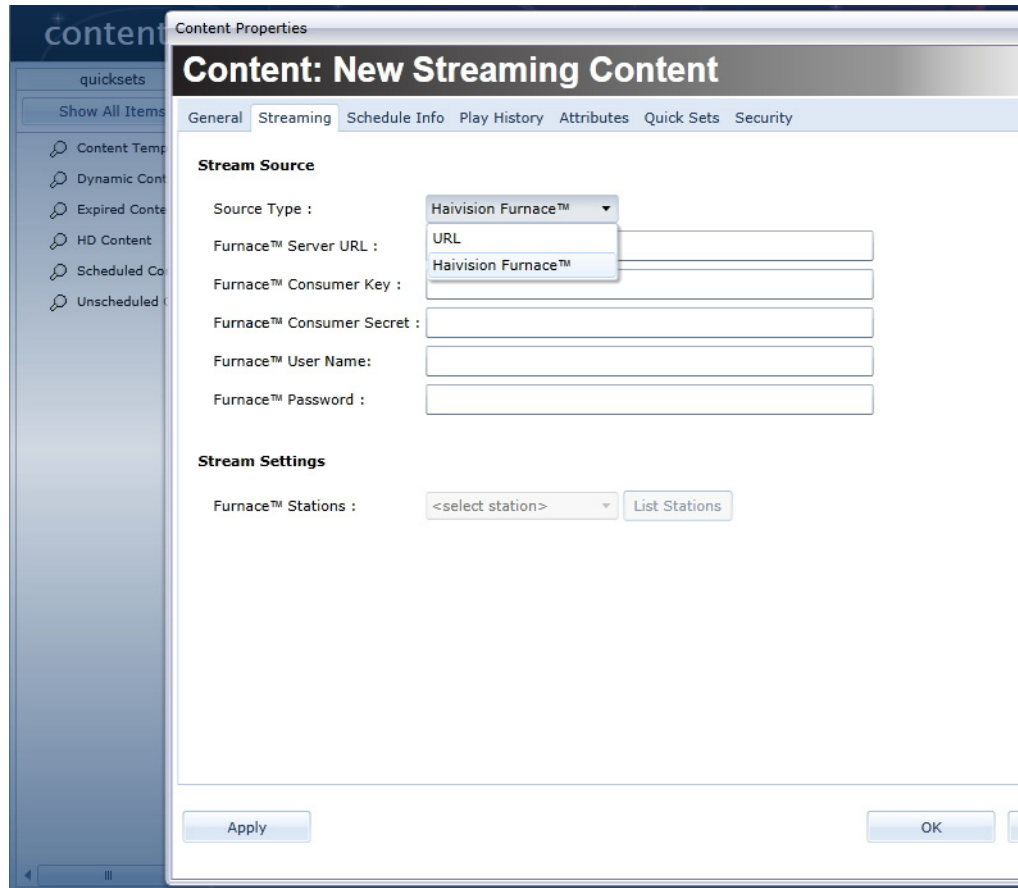 content
quicksets
Show All Items
Content Temp
Dynamic Cont
Expired Conte
HD Content
Scheduled Co
Unscheduled
Content Properties
Content: New Streaming Content
General Streaming Schedule Info Play History Attributes Quick Sets Security
Stream Source
Source Type : Haivision Furnace™
URL
Haivision Furnace™
Furnace™ Server URL :
Furnace™ Consumer Key :
Furnace™ Consumer Secret :
Furnace™ User Name:
Furnace™ Password :
Stream Settings
Furnace™ Stations : <select station> List Stations
Apply OK